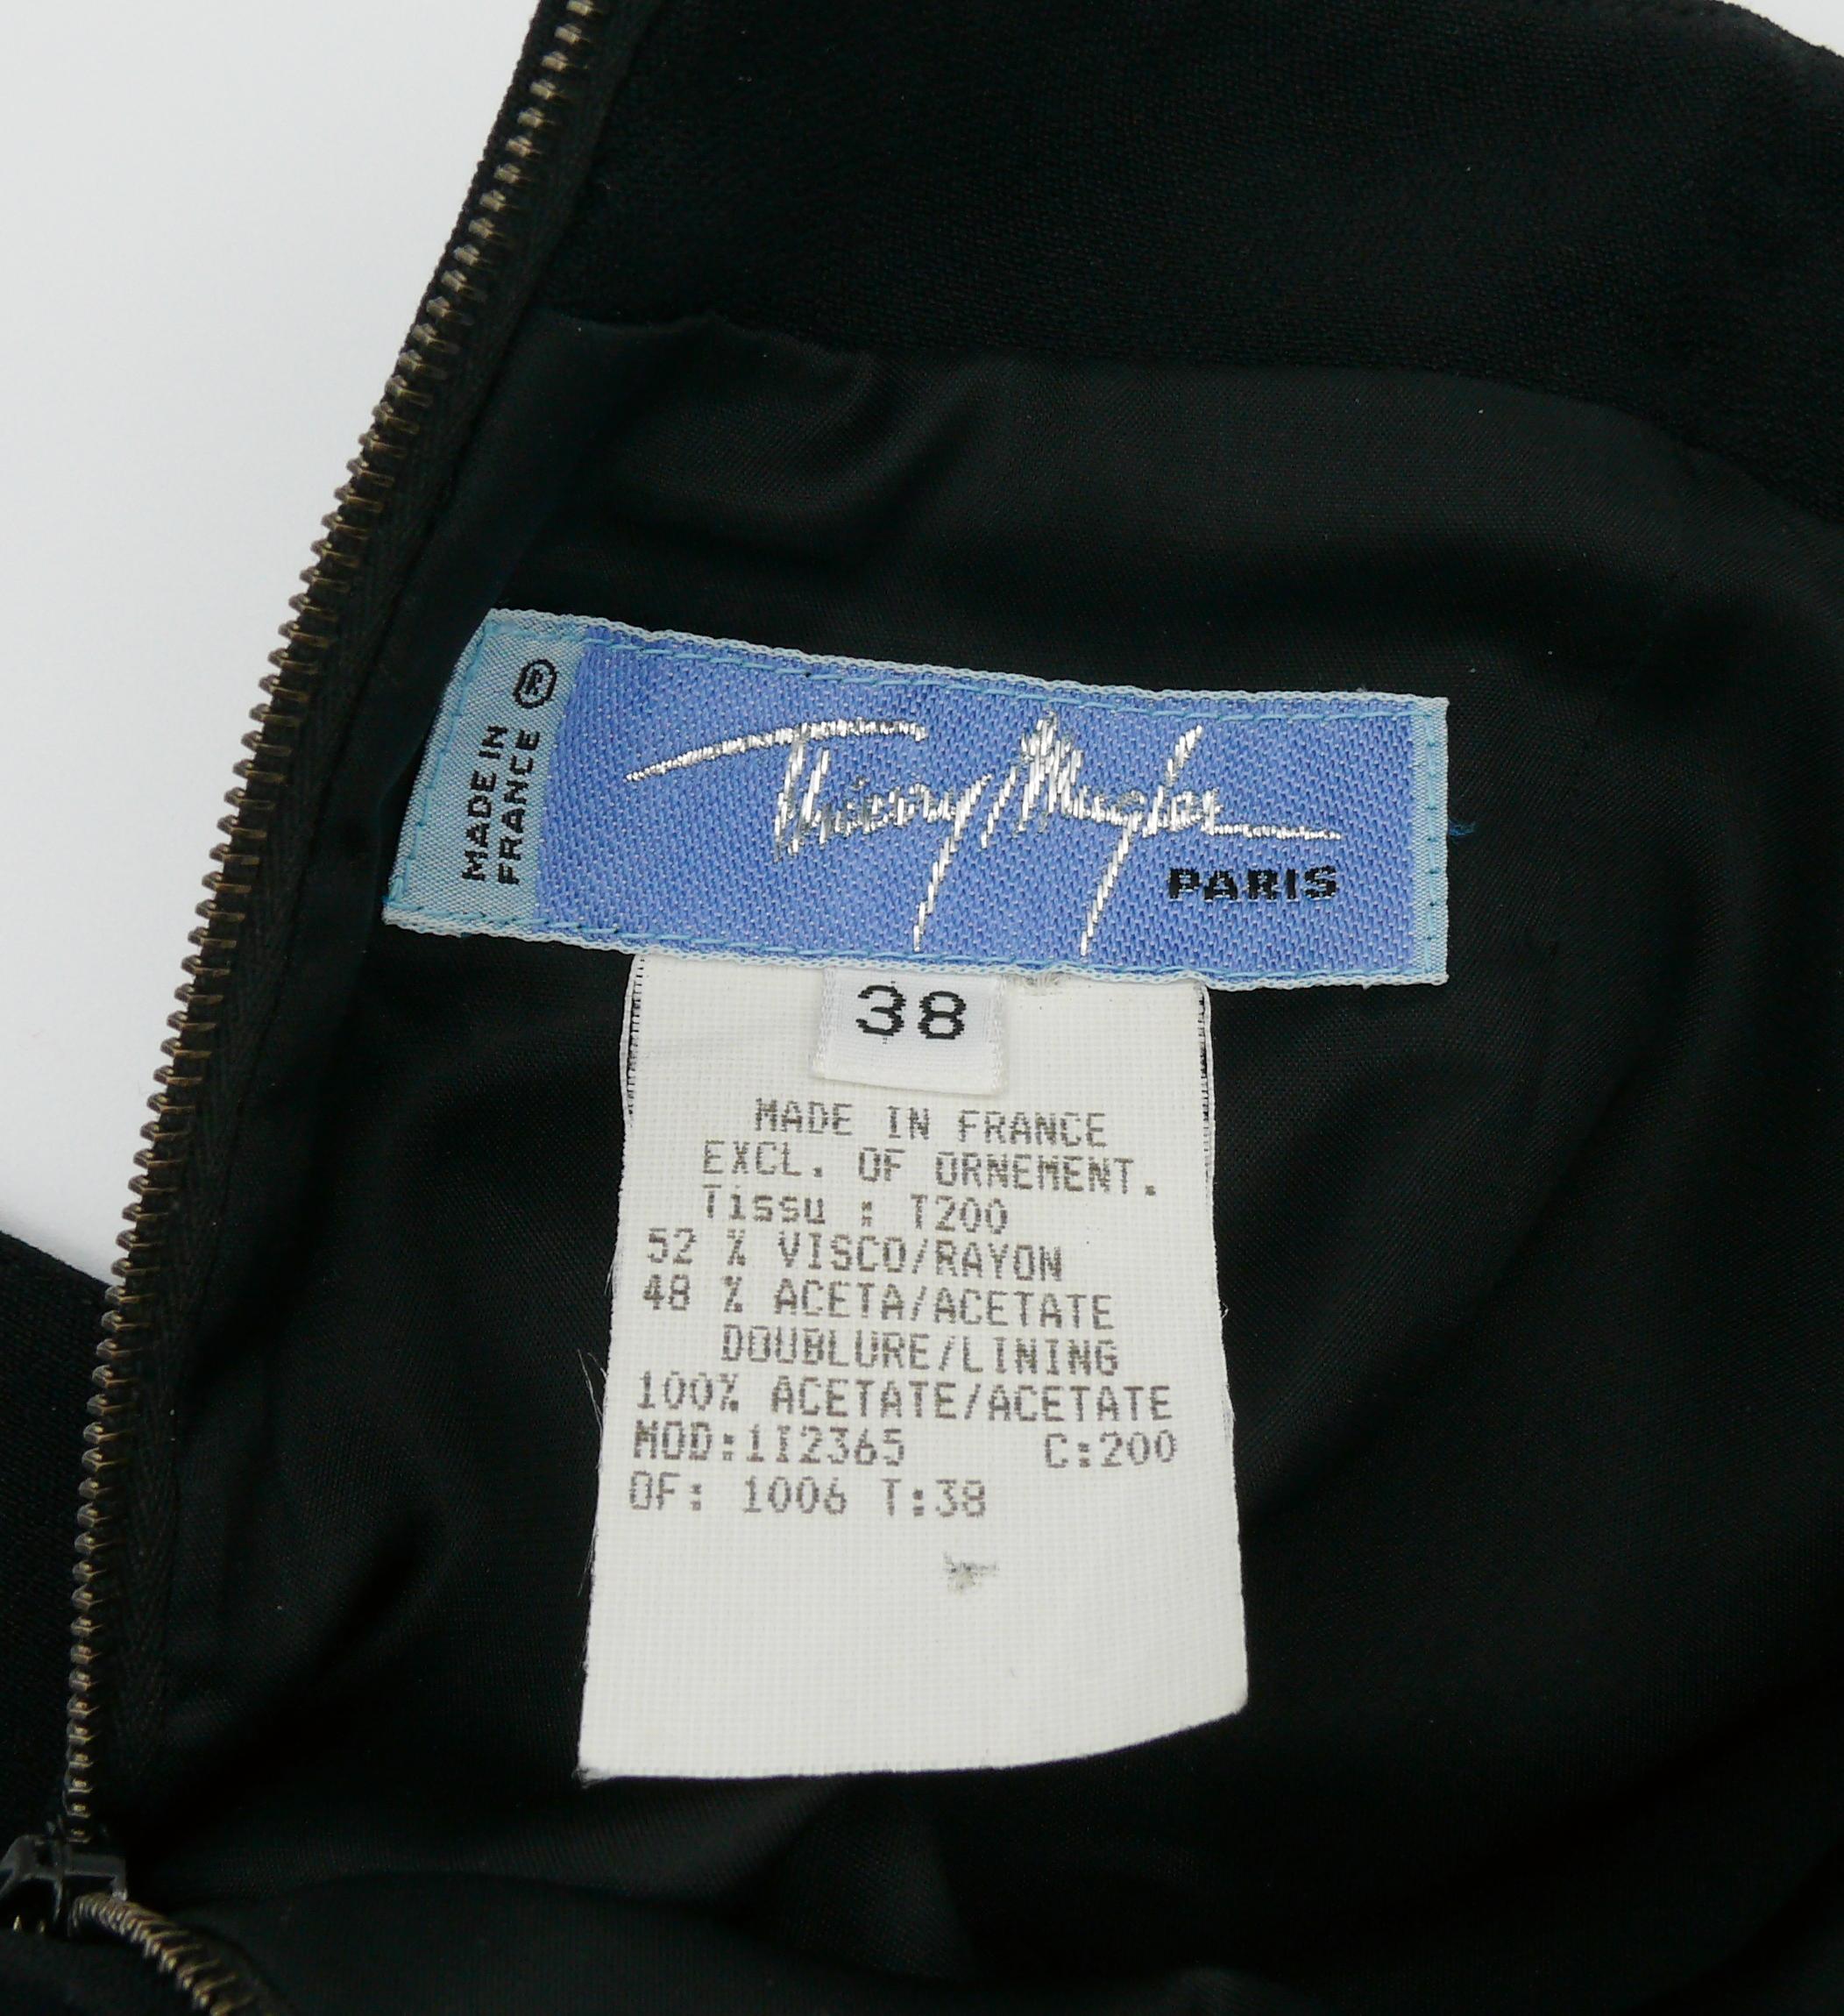 MADE IN
FRANCE ®
Thierry Mugler
PARIS
38
MADE IN FRANCE
EXCL. OF ORNEMENT.
Tissu : T200
52 % VISCO/RAYON
48 % ACETA/ACETATE
DOUBLURE/LINING
100% ACETATE/ACETATE
MOD:1I2365 C:200
OF: 1006 T:38